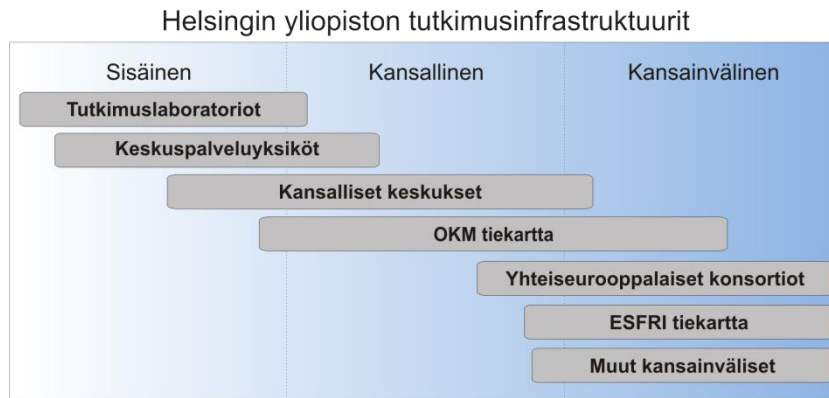 Helsingin yliopiston tutkimusinfrastruktuurit
Sisäinen
Kansallinen
Kansainvälinen
Tutkimuslaboratoriot
Keskuspalveluyksiköt
Kansalliset keskukset
OKM tiekartta
Yhteiseurooppalaiset konsortiot
ESFRI tiekartta
Muut kansainväliset